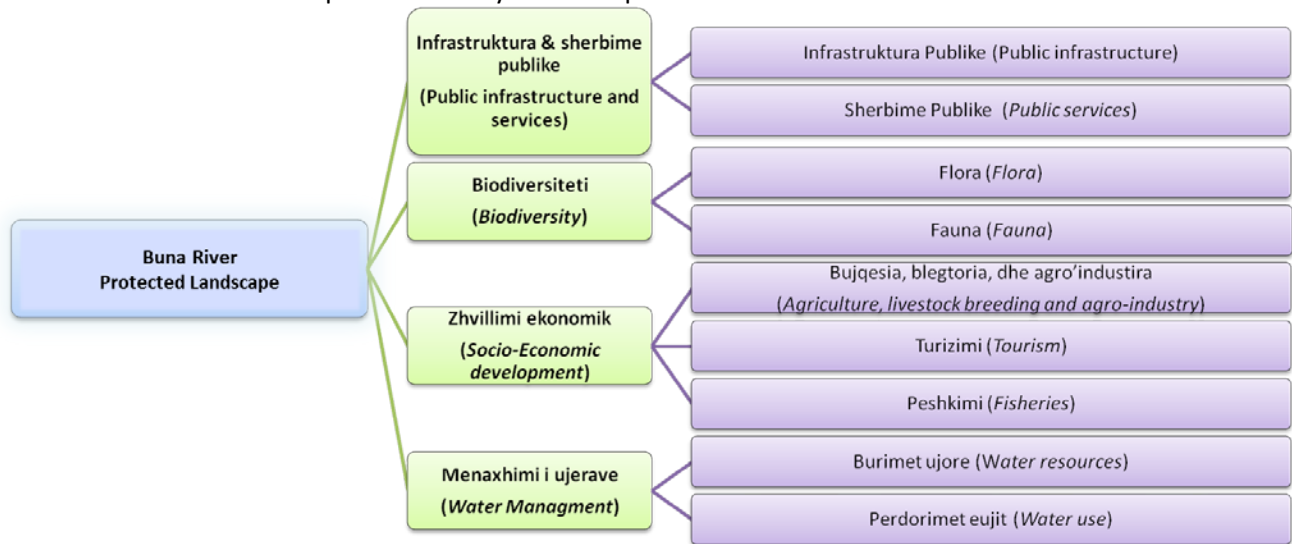 Infrastruktura & sherbime
publike
(Public infrastructure and
services)
Infrastruktura Publike (Public infrastructure)
Sherbime Publike (Public services)
Biodiversiteti
(Biodiversity)
Flora (Flora)
Fauna (Fauna)
Buna River
Protected Landscape
Zhvillimi ekonomik
(Socio-Economic
development)
Bujqesia, blegtoria, dhe agro'industira
(Agriculture, livestock breeding and agro-industry)
Turizimi (Tourism)
Peshkimi (Fisheries)
Menaxhimi i ujerave
(Water Managment)
Burimet ujore (Water resources)
Perdorimet eujit (Water use)